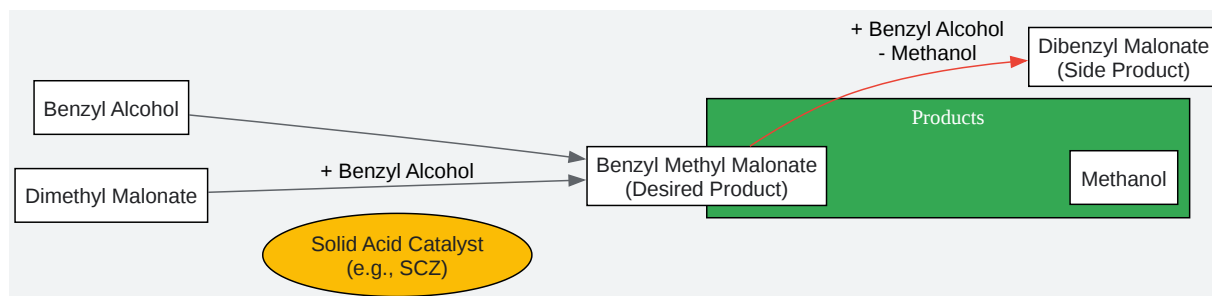 + Benzyl Alcohol
- Methanol
Dibenzyl Malonate
(Side Product)
Benzyl Alcohol
Products
Dimethyl Malonate
+ Benzyl Alcohol
Benzyl Methyl Malonate
(Desired Product)
Methanol
Solid Acid Catalyst
(e.g., SCZ)